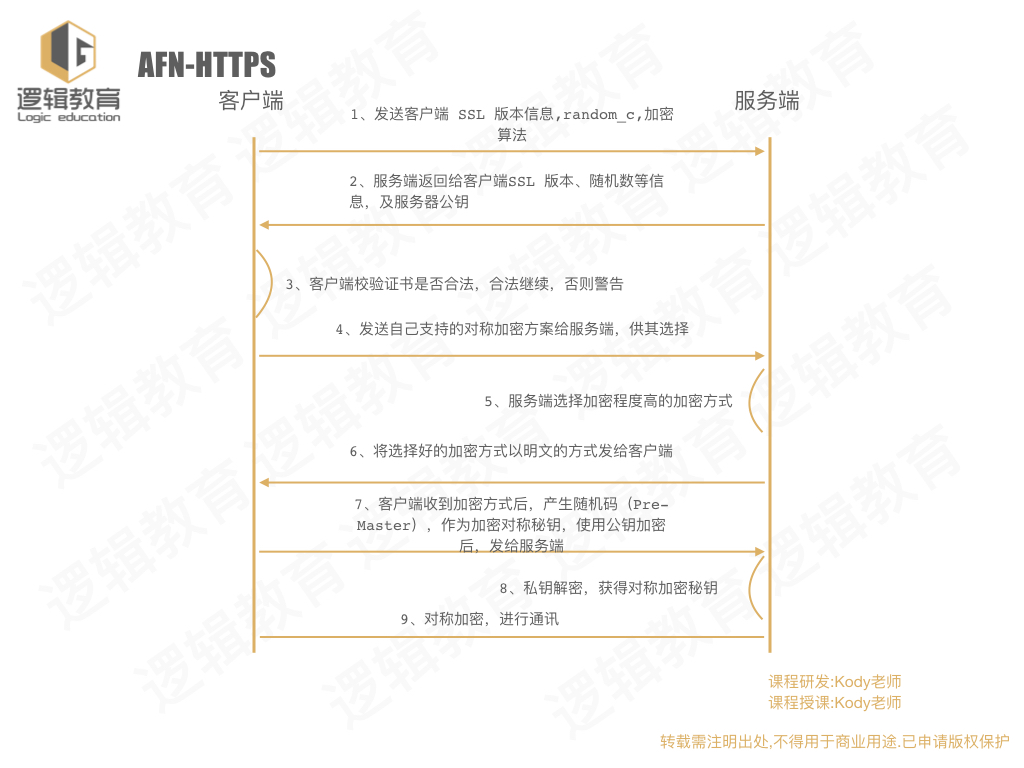 AFN-HTTPS
逻辑教育
Logic education
客户端
服务端
1、发送客户端 SSL 版本信息,random_c,加密
算法
2、服务端返回给客户端SSL 版本、随机数等信
息，及服务器公钥
3、客户端校验证书是否合法，合法继续，否则警告
4、发送自己支持的对称加密方案给服务端，供其选择
5、服务端选择加密程度高的加密方式
6、将选择好的加密方式以明文的方式发给客户端
7、客户端收到加密方式后，产生随机码（Pre-
Master），作为加密对称秘钥，使用公钥加密
后，发给服务端
8、私钥解密，获得对称加密秘钥
9、对称加密，进行通讯
课程研发:Kody老师
课程授课:Kody老师
转载需注明出处,不得用于商业用途.已申请版权保护